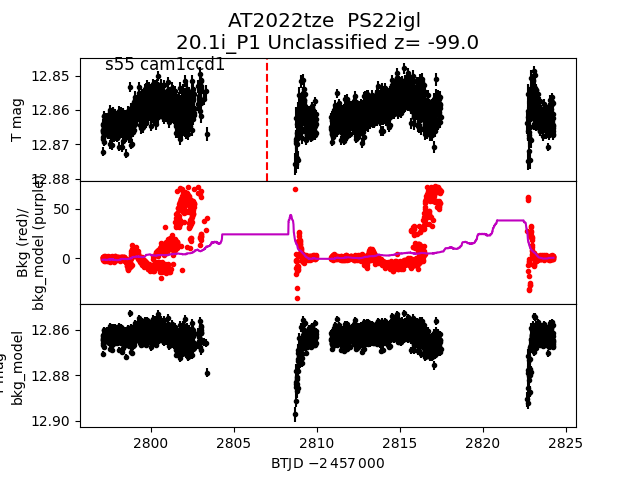 AT2022tze PS22igl
20.1i_P1 Unclassified z= -99.0
s55 cam1ccd1
12.85
12.86
12.87
12.88
T mag
50
0
Bkg (red)/
bkg_model (purple)
12.86
12.88
12.90
bkg_model
2800
2805
2810
2815
2820
2825
BTJD −2 457 000